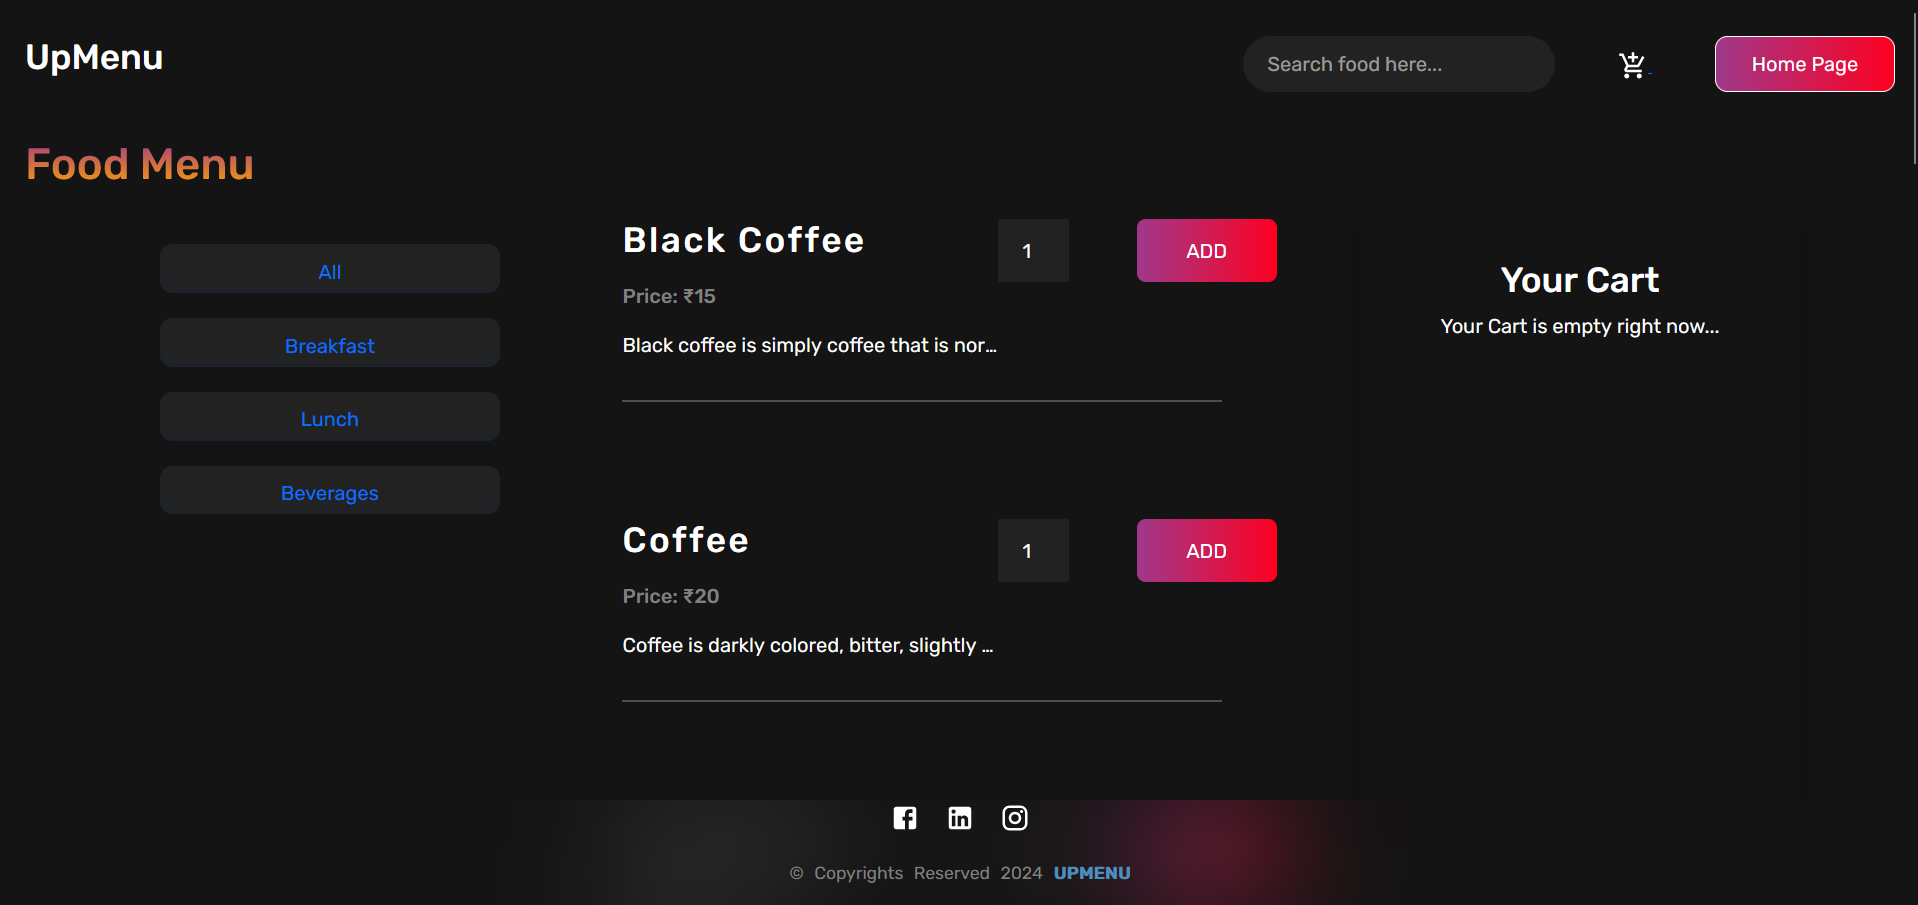 UpMenu
Search food here...
Home Page
Food Menu
All
Breakfast
Lunch
Beverages
Black Coffee
1
ADD
Price: ₹15
Black coffee is simply coffee that is nor...
Coffee
1
ADD
Price: ₹20
Coffee is darkly colored, bitter, slightly ...
Your Cart
Your Cart is empty right now...
© Copyrights Reserved 2024 UPMENU